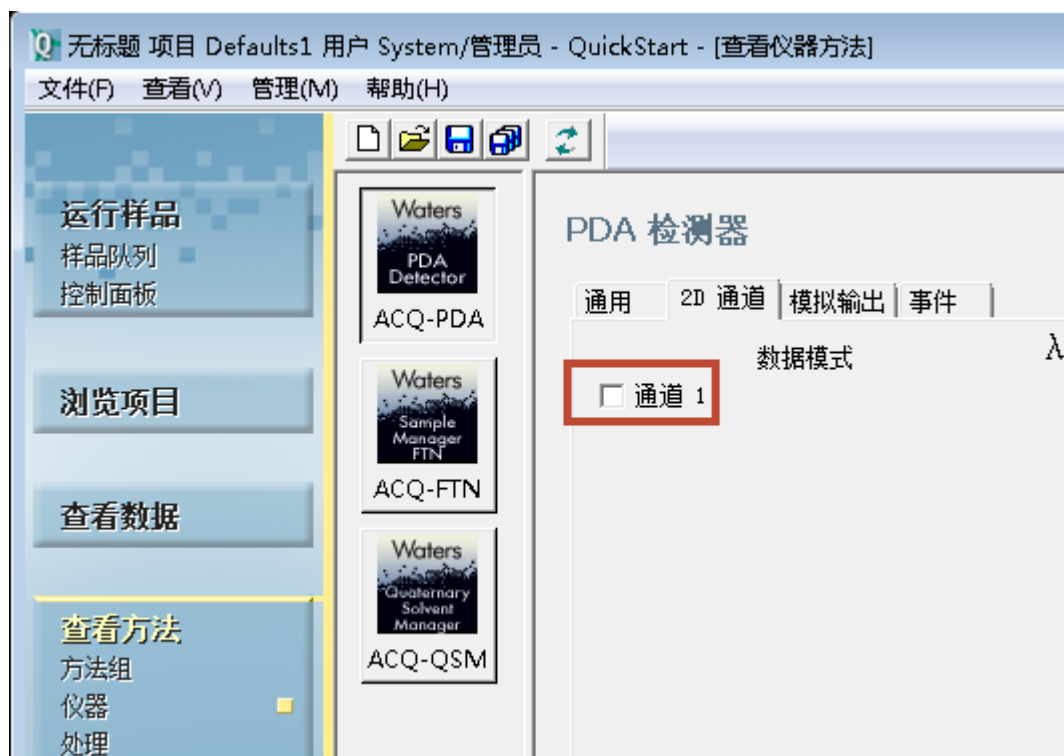 无标题 项目 Defaults1 用户 System/管理员 - QuickStart - [查看仪器方法]
文件(F) 查看(V) 管理(M) 帮助(H)
运行样品
样品队列
控制面板
浏览项目
查看数据
查看方法
方法组
仪器
处理
Waters
PDA
Detector
ACQ-PDA
Waters
Sample
Manager
FTN
ACQ-FTN
Waters
Quaternary
Solvent
Manager
ACQ-QSM
PDA 检测器
通用 2D 通道 模拟输出 事件
数据模式 λ
通道 1